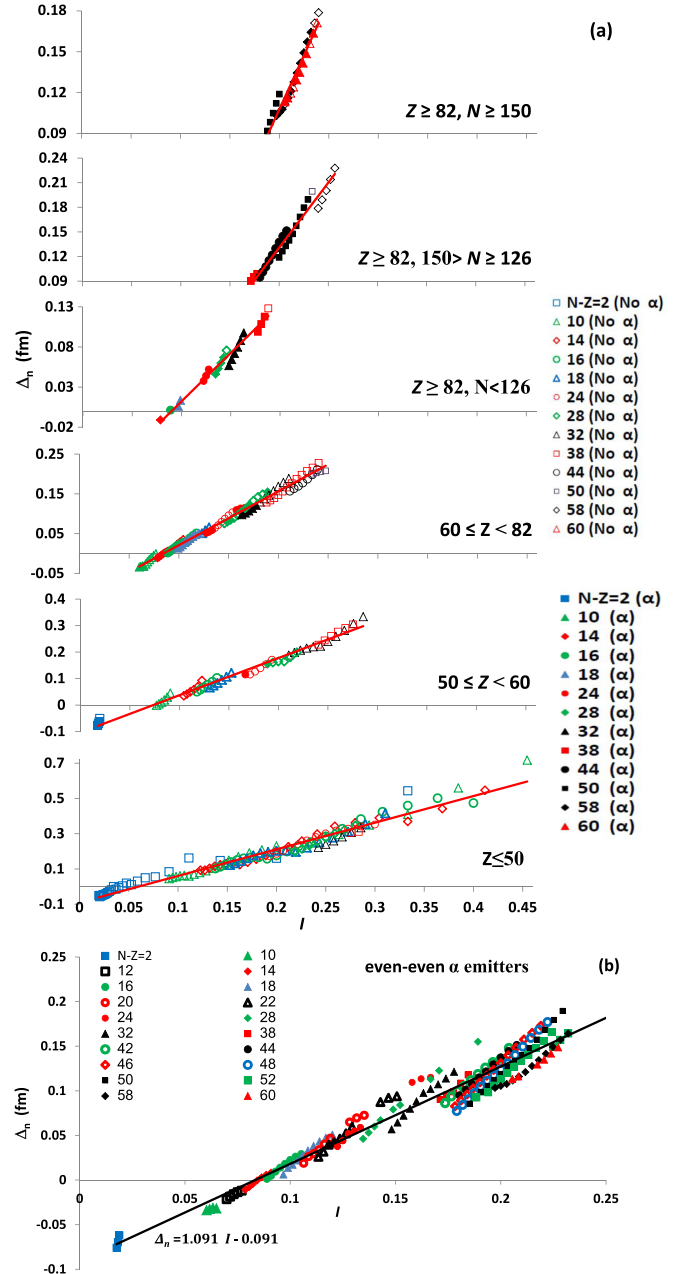 0.18
(a)
0.15
0.12
Z ≥ 82, N ≥ 150
0.09
0.24
0.21
0.18
0.15
0.12
Z ≥ 82, 150> N ≥ 126
0.09
0.13
0.08
0.03
Z ≥ 82, N<126
-0.02
Δn (fm)
N-Z=2 (No α)
10 (No α)
14 (No α)
16 (No α)
18 (No α)
24 (No α)
28 (No α)
32 (No α)
38 (No α)
44 (No α)
50 (No α)
58 (No α)
60 (No α)
0.25
0.15
0.05
60 ≤ Z < 82
-0.05
0.4
0.3
0.2
0.1
50 ≤ Z < 60
0
-0.1
N-Z=2 (α)
10 (α)
14 (α)
16 (α)
18 (α)
24 (α)
28 (α)
32 (α)
38 (α)
44 (α)
50 (α)
58 (α)
60 (α)
0.7
0.5
0.3
Z≤50
0.1
-0.1
0 0.05 0.1 0.15 0.2 0.25 0.3 0.35 0.4 0.45
I
0.25
N-Z=2 10
even-even α emitters (b)
12 14
16 18
0.2
20 22
24 28
32 38
0.15
42 44
46 48
50 52
0.1
58 60
Δn (fm)
0.05
0
0 0.05 0.1 0.15 0.2 0.25
I
-0.05
Δn =1.091 I - 0.091
-0.1